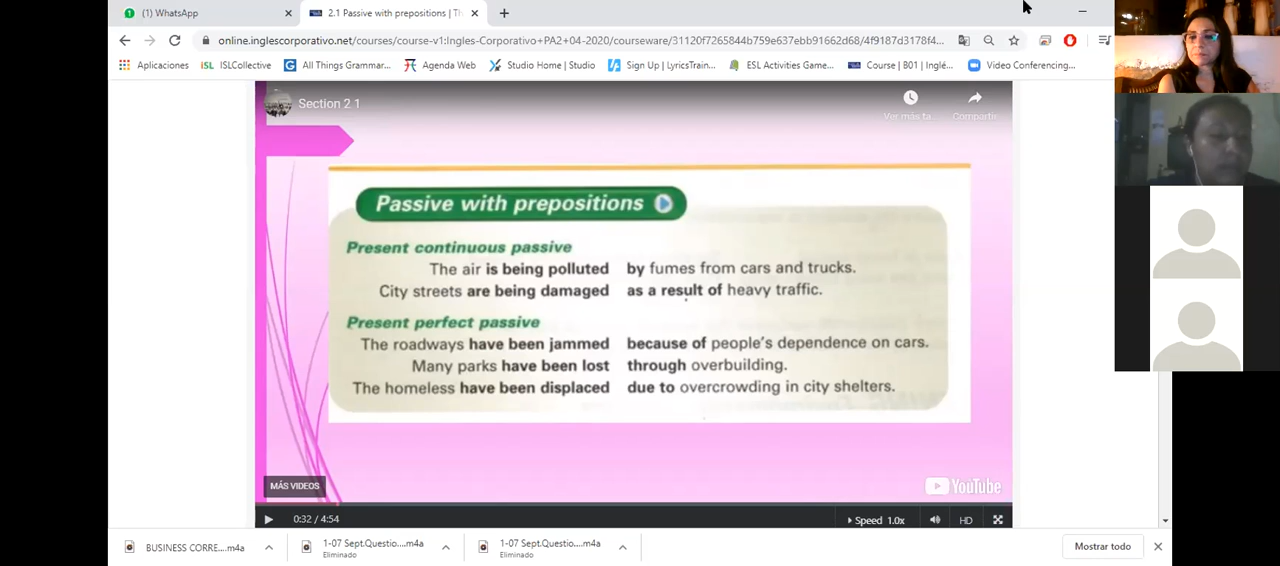 (1) WhatsApp
2.1 Passive with prepositions | Th
online.inglescorporativo.net/courses/course-v1:Ingles-Corporativo+PA2+04-2020/courseware/31120f7265844b759e637ebb91662d68/4f9187d3178f4...
Aplicaciones ISL ISLCollective All Things Grammar... Agenda Web Studio Home | Studio Sign Up | LyricsTrain... ESL Activities Game... Course | B01 | Inglé... Video Conferencing...
Section 2.1
Ver más ta... Compartir
Passive with prepositions
Present continuous passive
The air is being polluted by fumes from cars and trucks.
City streets are being damaged as a result of heavy traffic.
Present perfect passive
The roadways have been jammed because of people's dependence on cars.
Many parks have been lost through overbuilding.
The homeless have been displaced due to overcrowding in city shelters.
MÁS VIDEOS
YouTube
0:32 / 4:54 Speed 1.0x HD
BUSINESS CORRE....m4a
1-07 Sept.Questio....m4a
Eliminado
1-07 Sept.Questio....m4a
Eliminado
Mostrar todo